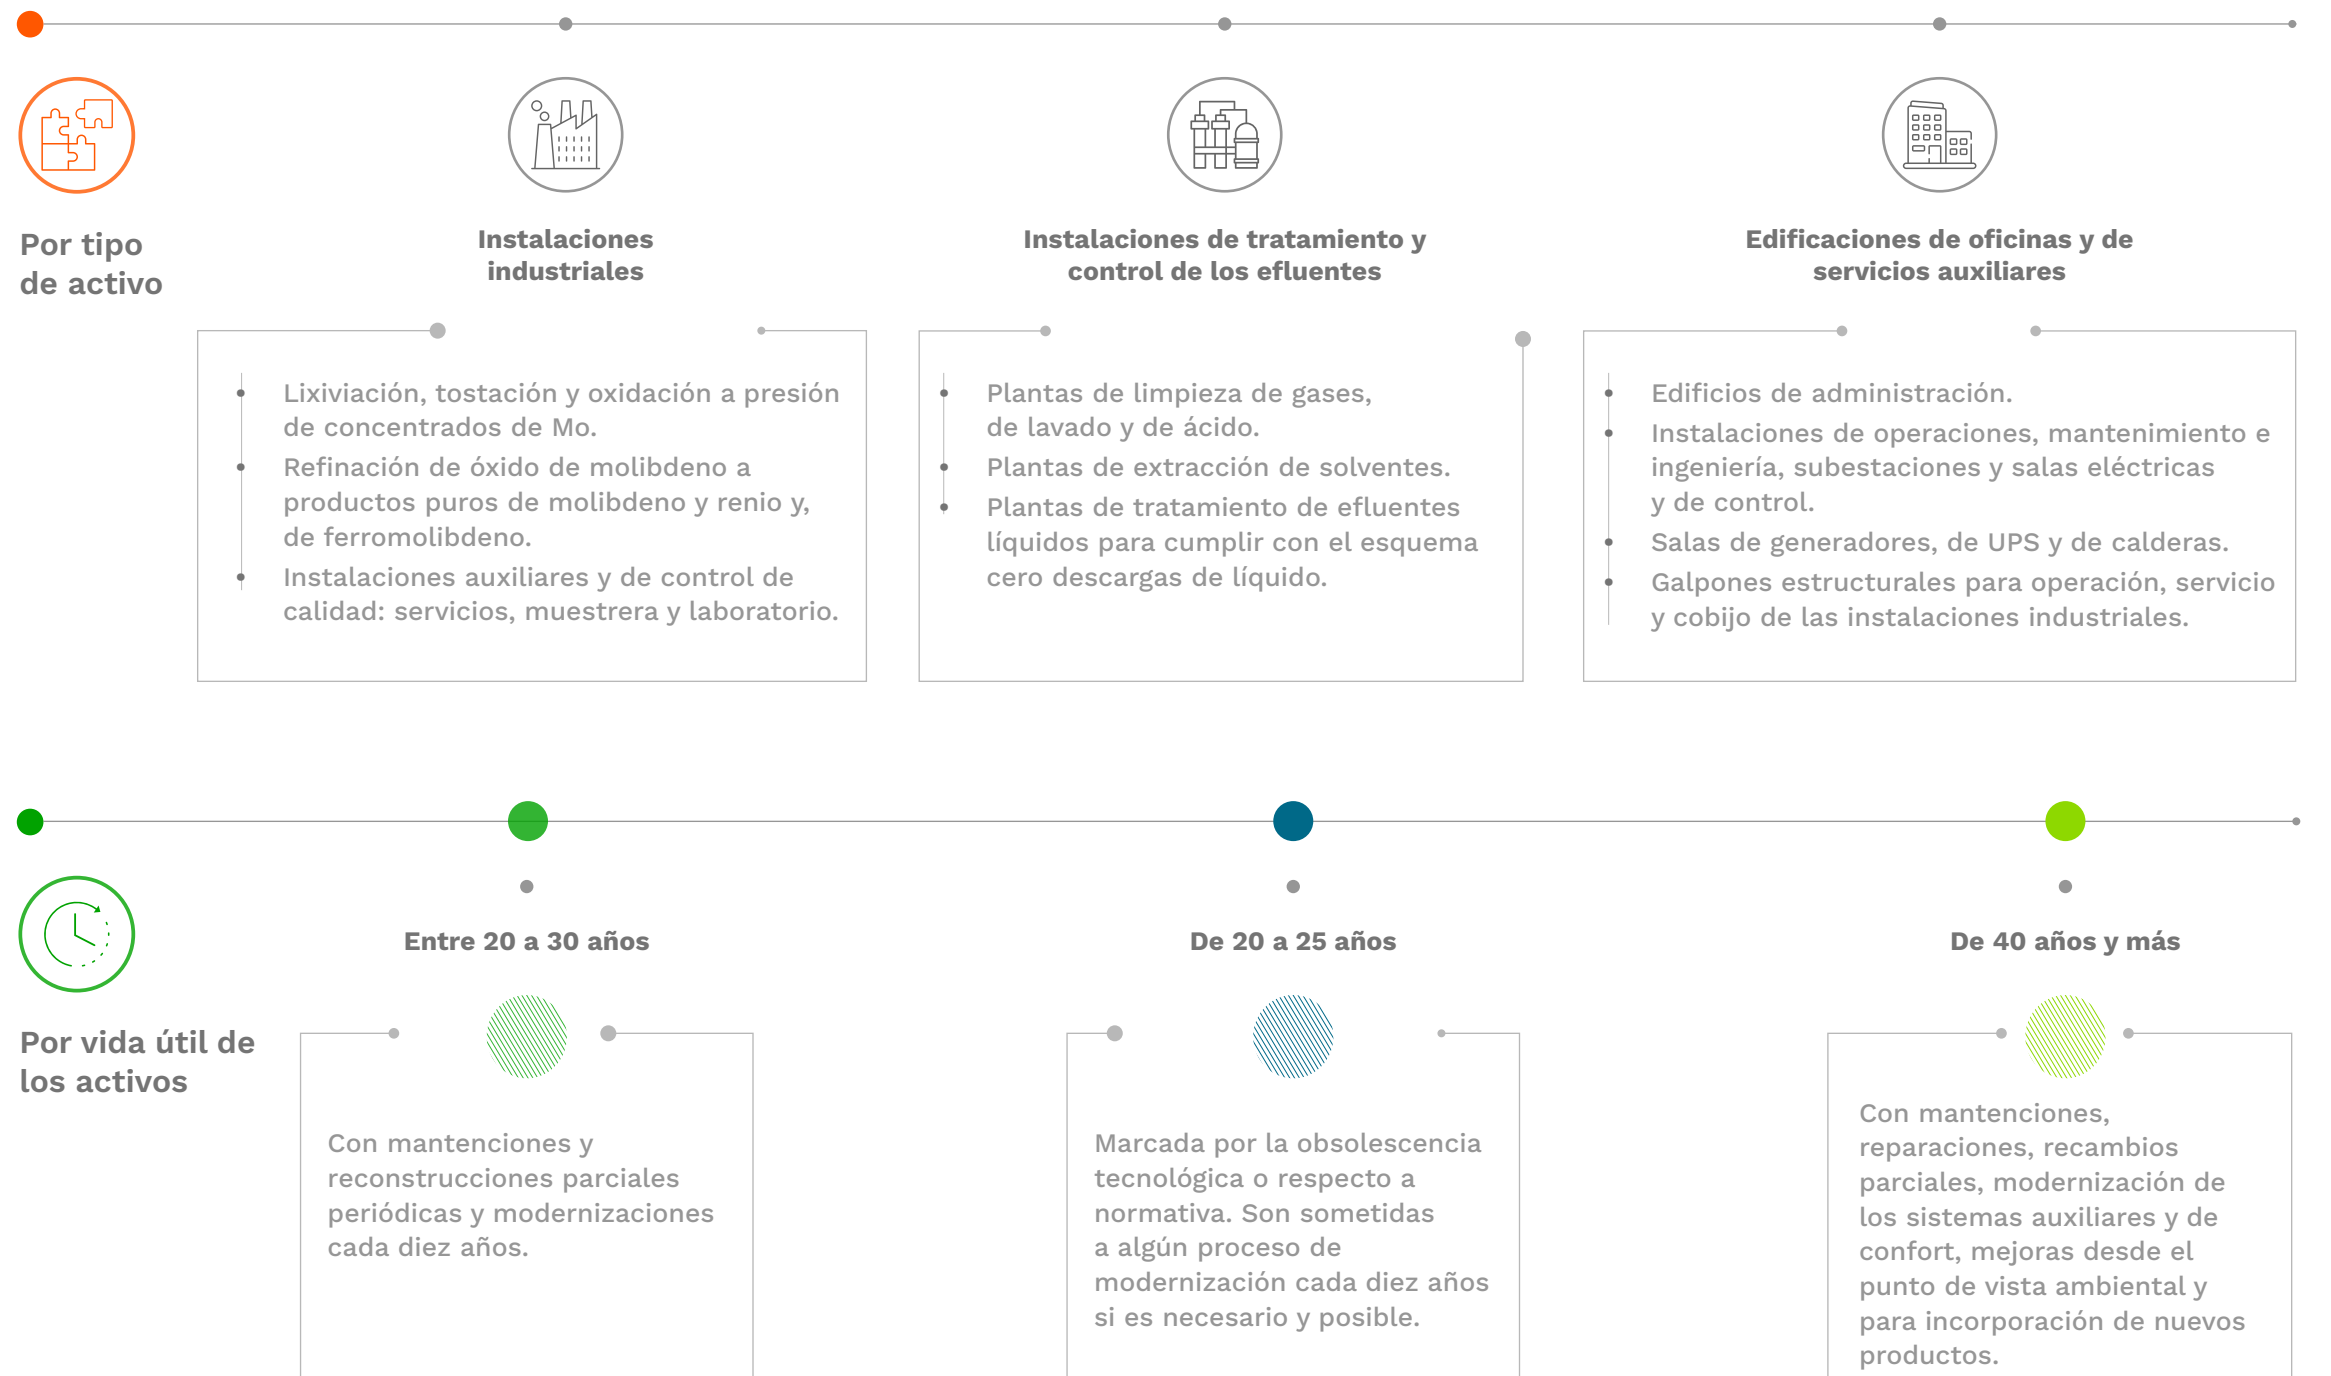 Por tipo
de activo
Instalaciones
industriales
Lixiviación, tostación y oxidación a presión
de concentrados de Mo.
Refinación de óxido de molibdeno a
productos puros de molibdeno y renio y,
de ferromolibdeno.
Instalaciones auxiliares y de control de
calidad: servicios, muestrera y laboratorio.
Instalaciones de tratamiento y
control de los efluentes
Plantas de limpieza de gases,
de lavado y de ácido.
Plantas de extracción de solventes.
Plantas de tratamiento de efluentes
líquidos para cumplir con el esquema
cero descargas de líquido.
Edificaciones de oficinas y de
servicios auxiliares
Edificios de administración.
Instalaciones de operaciones, mantenimiento e
ingeniería, subestaciones y salas eléctricas
y de control.
Salas de generadores, de UPS y de calderas.
Galpones estructurales para operación, servicio
y cobijo de las instalaciones industriales.
Por vida útil de
los activos
Entre 20 a 30 años
Con mantenciones y
reconstrucciones parciales
periódicas y modernizaciones
cada diez años.
De 20 a 25 años
Marcada por la obsolescencia
tecnológica o respecto a
normativa. Son sometidas
a algún proceso de
modernización cada diez años
si es necesario y posible.
De 40 años y más
Con mantenciones,
reparaciones, recambios
parciales, modernización de
los sistemas auxiliares y de
confort, mejoras desde el
punto de vista ambiental y
para incorporación de nuevos
productos.